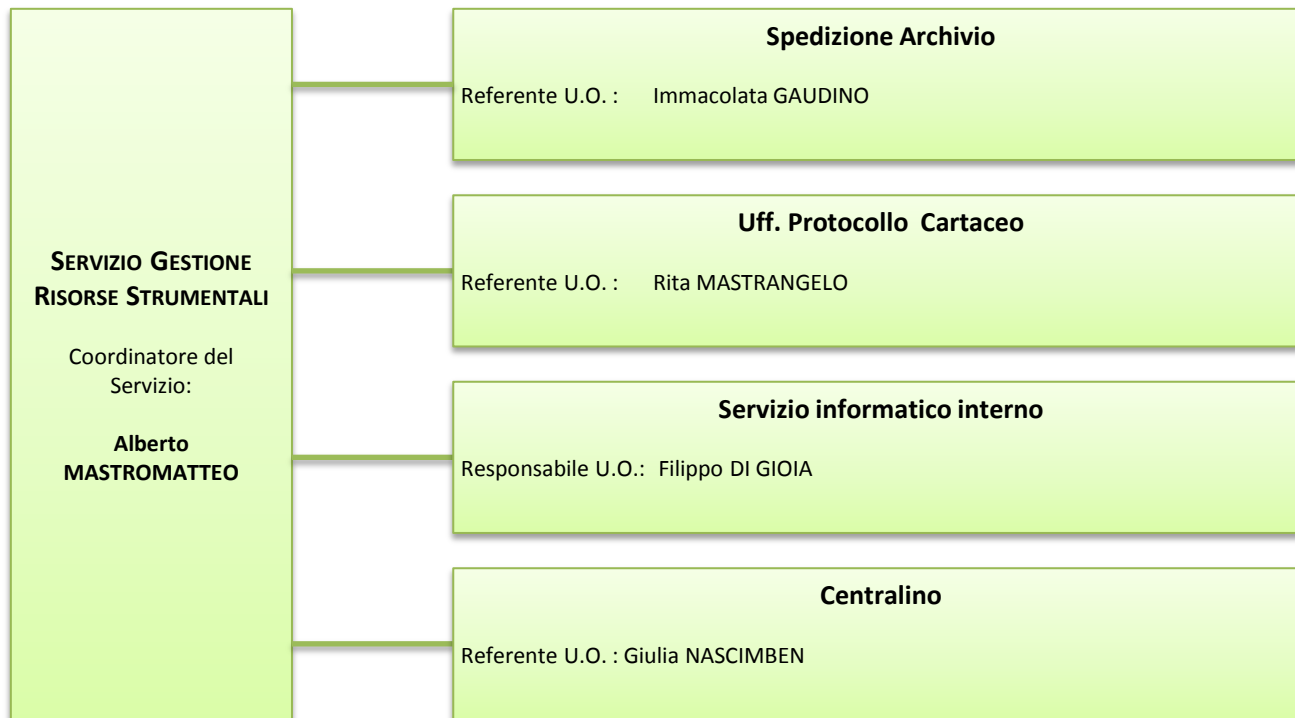 SERVIZIO GESTIONE
RISORSE STRUMENTALI
Coordinatore del
Servizio:
Alberto
MASTROMATTEO
Spedizione Archivio
Referente U.O. : Immacolata GAUDINO
Uff. Protocollo Cartaceo
Referente U.O. : Rita MASTRANGELO
Servizio informatico interno
Responsabile U.O.: Filippo DI GIOIA
Centralino
Referente U.O. : Giulia NASCIMBEN